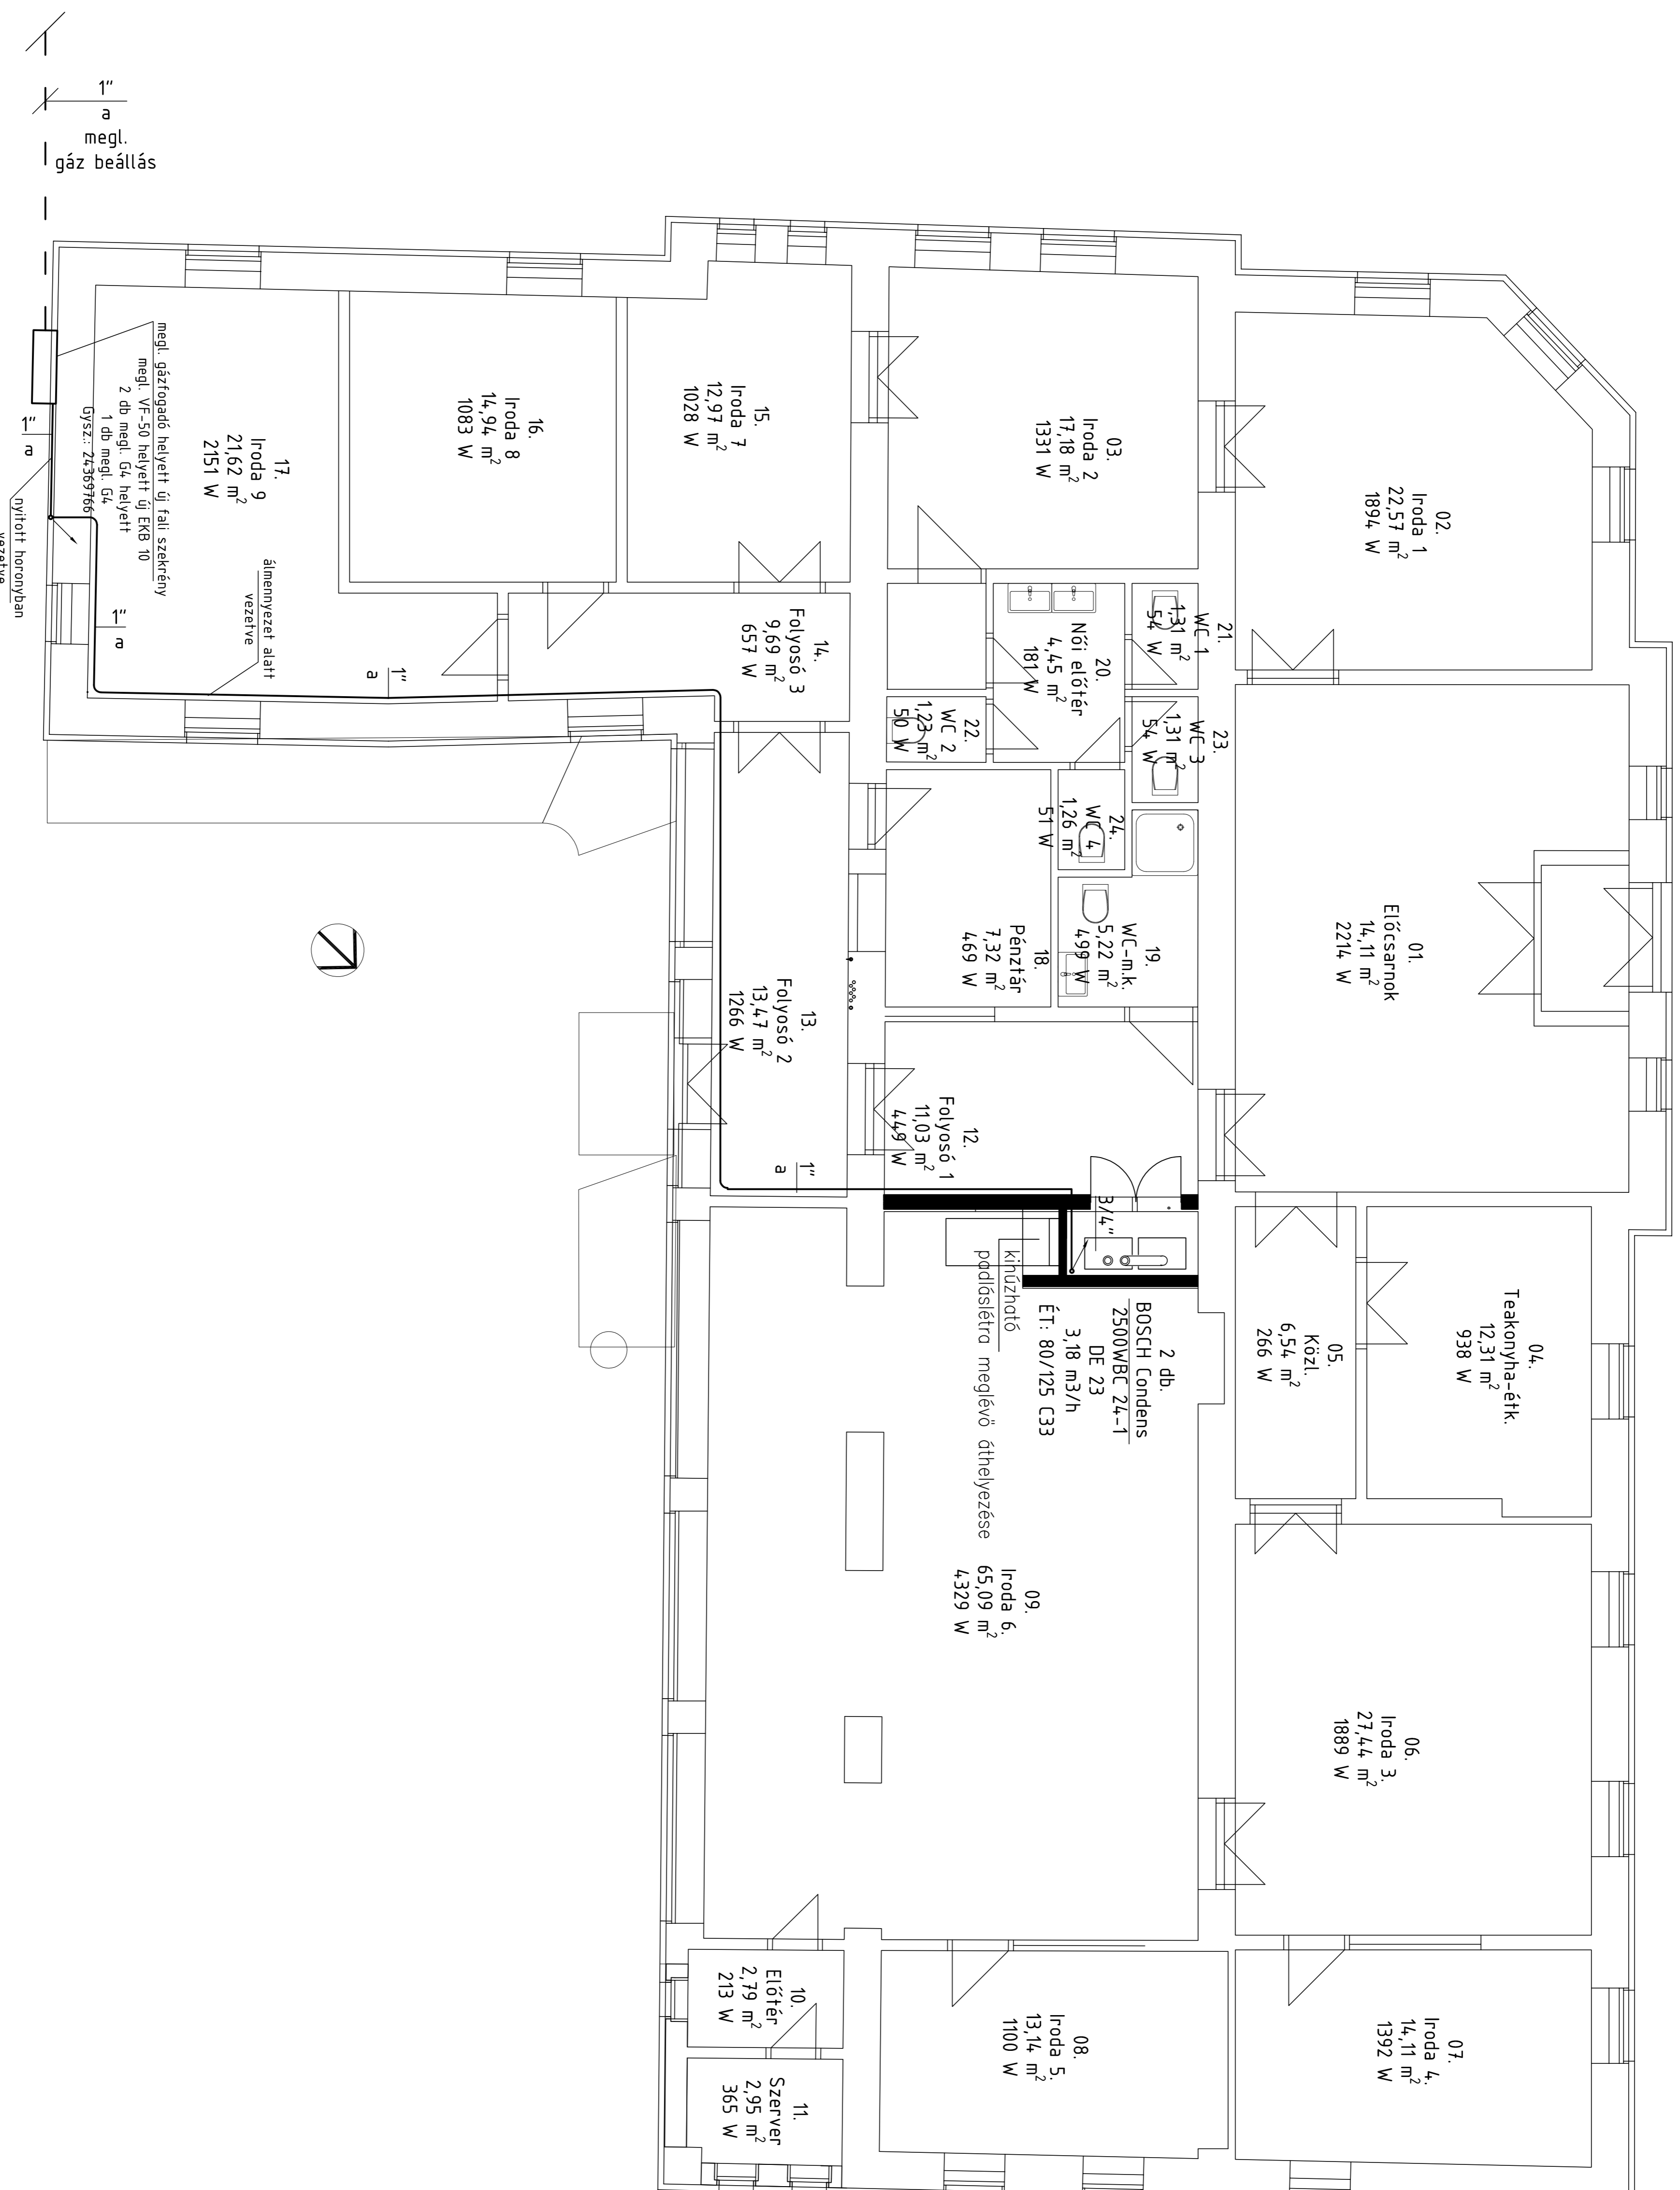 1"
a
megl.
gáz beállás
01.
Előcsarnok
14,11 m²
2214 W
02.
Iroda 1
22,57 m²
1894 W
03.
Iroda 2
17,18 m²
1331 W
04.
Teakonyha-étk.
12,31 m²
938 W
05.
Közl.
6,54 m²
266 W
06.
Iroda 3.
27,44 m²
1889 W
07.
Iroda 4.
14,11 m²
1392 W
08.
Iroda 5.
13,14 m²
1100 W
09.
Iroda 6.
65,09 m²
4329 W
10.
Előtér
2,79 m²
213 W
11.
Szerver
2,95 m²
365 W
12.
Folyosó 1
11,03 m²
449 W
13.
Folyosó 2
13,47 m²
1266 W
14.
Folyosó 3
9,69 m²
657 W
15.
Iroda 7
12,97 m²
1028 W
16.
Iroda 8
14,94 m²
1083 W
17.
Iroda 9
21,62 m²
2151 W
18.
Pénztár
7,32 m²
469 W
19.
WC-m.k.
5,22 m²
499 W
20.
Női előtér
4,45 m²
181 W
21.
WC 1
1,31 m²
54 W
22.
WC 2
1,23 m²
50 W
23.
WC 3
1,31 m²
54 W
24.
WC 4
1,26 m²
51 W
2 db.
BOSCH Condens
2500WBC 24-1
DE 23
3,18 m3/h
ÉT: 80/125 C33
3/4"
kihúzható
padláslétra meglévő áthelyezése
1"
a
1"
a
1"
a
1"
a
álmennyezet alatt
vezetve
megl. gázfogadó helyett új fali szekrény
megl. VF-50 helyett új EKB 10
2 db megl. G4 helyett
1 db megl. G4
Gysz.: 24369766
nyitott horonyban
vezetve